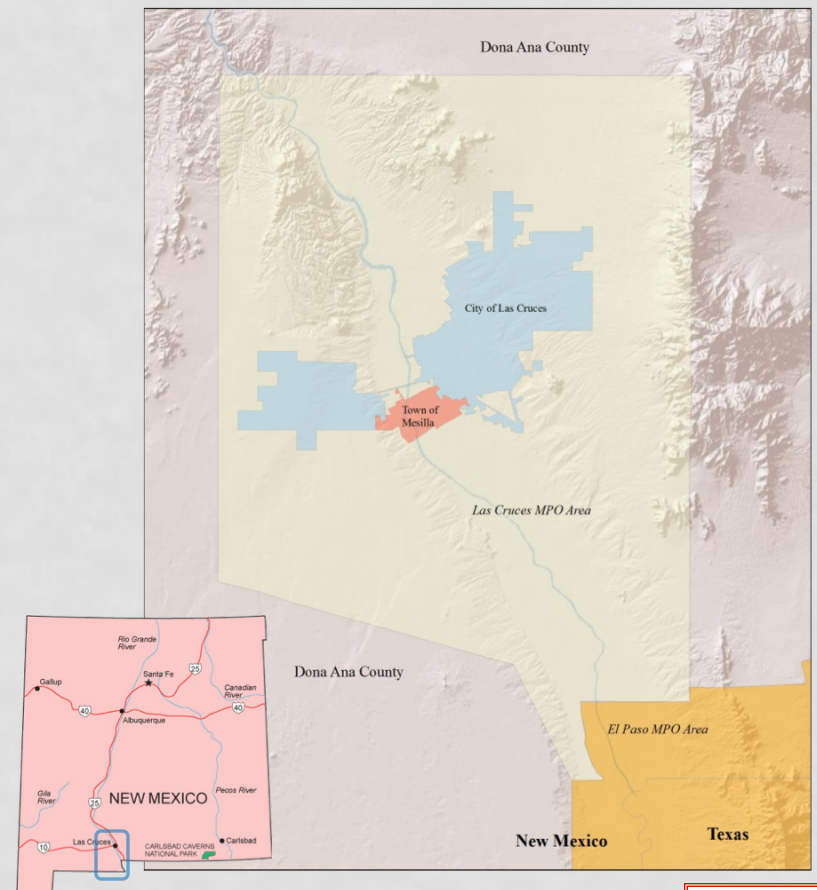 Dona Ana County
City of Las Cruces
Town of
Mesilla
Las Cruces MPO Area
Dona Ana County
El Paso MPO Area
New Mexico
Texas
Rio Grande
River
25
Santa Fe
Gallup
Canadian
River
40
40
Albuquerque
Gila
River
Pecos River
25
NEW MEXICO
Las Cruces
Carlsbad
10
CARLSBAD CAVERNS
NATIONAL PARK